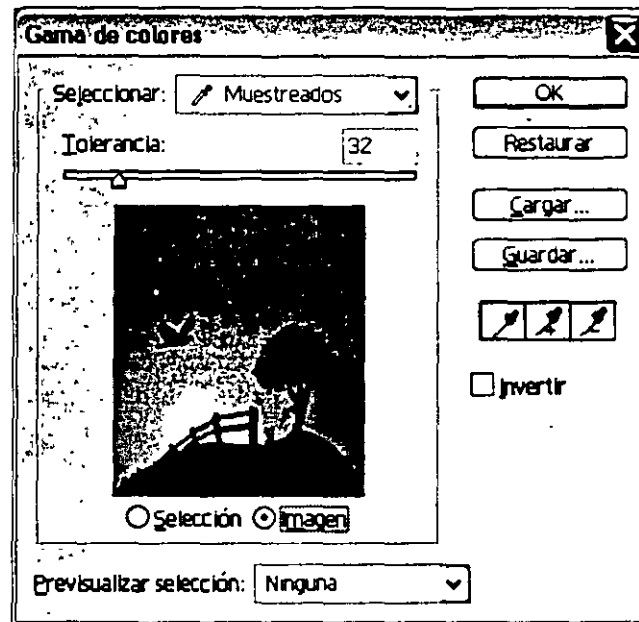 Gama de colores
Seleccionar: Muestreados
OK
Tolerancia: 32
Restaurar
Cargar...
Guardar...
Invertir
Selección Imagen
Previsualizar selección: Ninguna